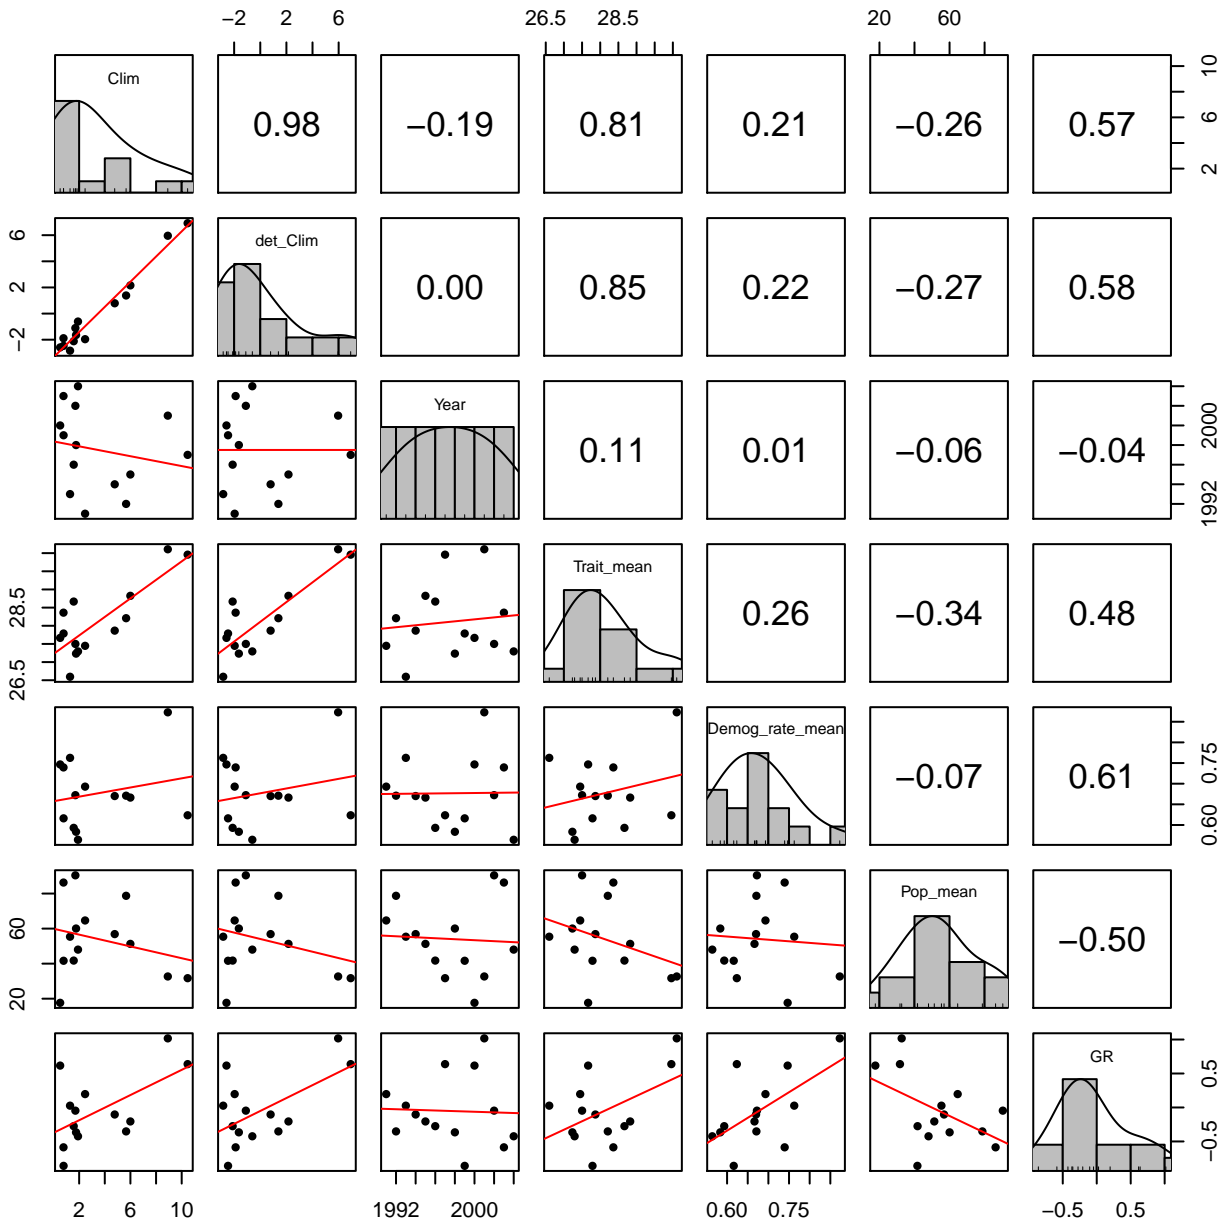 −2 2 6 26.5 28.5 20 60
Clim 0.98 −0.19 0.81 0.21 −0.26 0.57 2 6 10
−2 2 6 det_Clim 0.00 0.85 0.22 −0.27 0.58
Year 0.11 0.01 −0.06 −0.04 1992 2000
26.5 28.5 Trait_mean 0.26 −0.34 0.48
Demog_rate_mean −0.07 0.61 0.60 0.75
20 60 Pop_mean −0.50
GR −0.5 0.5
2 6 10 1992 2000 0.60 0.75 −0.5 0.5